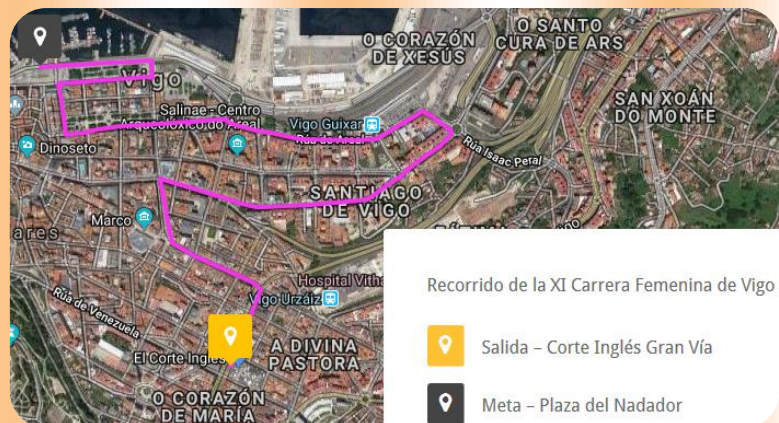 O CORAZÓN
DE XESÚS
O SANTO
CURA DE ARS
Vigo
Salinae - Centro
Arqueolóxico do Areal
Vigo Guixar
Rúa do Areal
SAN XOÁN
DO MONTE
Dinoseto
Rúa Isaac Peral
SANTIAGO
DE VIGO
Marco
ares
Hospital Vitha
Vigo Urzáiz
Rúa de Venezuela
El Corte Inglés
A DIVINA
PASTORA
O CORAZÓN
DE MARÍA
Recorrido de la XI Carrera Femenina de Vigo
Salida – Corte Inglés Gran Vía
Meta – Plaza del Nadador